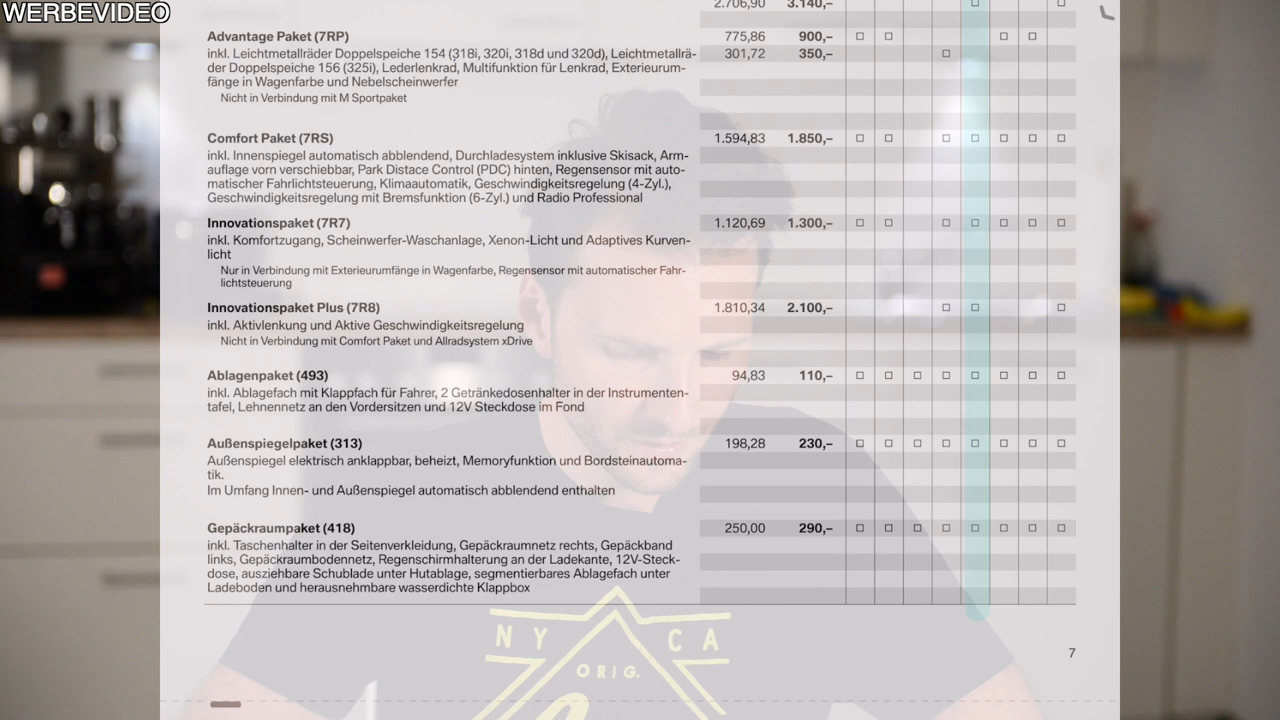 WERBEVIDEO
2.706,90 3.140,– □ □
Advantage Paket (7RP) 775,86 900,– □ □ □ □
inkl. Leichtmetallräder Doppelspeiche 154 (318i, 320i, 318d und 320d), Leichtmetallrä- 301,72 350,– □
der Doppelspeiche 156 (325i), Lederlenkrad, Multifunktion für Lenkrad, Exterieurum-
fänge in Wagenfarbe und Nebelscheinwerfer
Nicht in Verbindung mit M Sportpaket
Comfort Paket (7RS) 1.594,83 1.850,– □ □ □ □ □ □ □
inkl. Innenspiegel automatisch abblendend, Durchladesystem inklusive Skisack, Arm-
auflage vorn verschiebbar, Park Distace Control (PDC) hinten, Regensensor mit auto-
matischer Fahrlichtsteuerung, Klimaautomatik, Geschwindigkeitsregelung (4-Zyl.),
Geschwindigkeitsregelung mit Bremsfunktion (6-Zyl.) und Radio Professional
Innovationspaket (7R7) 1.120,69 1.300,– □ □ □ □ □ □ □
inkl. Komfortzugang, Scheinwerfer-Waschanlage, Xenon-Licht und Adaptives Kurven-
licht
Nur in Verbindung mit Exterieurumfänge in Wagenfarbe, Regensensor mit automatischer Fahr-
lichtsteuerung
Innovationspaket Plus (7R8) 1.810,34 2.100,– □ □ □
inkl. Aktivlenkung und Aktive Geschwindigkeitsregelung
Nicht in Verbindung mit Comfort Paket und Allradsystem xDrive
Ablagenpaket (493) 94,83 110,– □ □ □ □ □ □ □ □
inkl. Ablagefach mit Klappfach für Fahrer, 2 Getränkedosenhalter in der Instrumenten-
tafel, Lehnennetz an den Vordersitzen und 12V Steckdose im Fond
Außenspiegelpaket (313) 198,28 230,– □ □ □ □ □ □ □ □
Außenspiegel elektrisch anklappbar, beheizt, Memoryfunktion und Bordsteinautoma-
tik.
Im Umfang Innen- und Außenspiegel automatisch abblendend enthalten
Gepäckraumpaket (418) 250,00 290,– □ □ □ □ □ □ □ □
inkl. Taschenhalter in der Seitenverkleidung, Gepäckraumnetz rechts, Gepäckband
links, Gepäckraumbodennetz, Regenschirmhalterung an der Ladekante, 12V-Steck-
dose, ausziehbare Schublade unter Hutablage, segmentierbares Ablagefach unter
Ladeboden und herausnehmbare wasserdichte Klappbox
NY CA
ORIG.
7